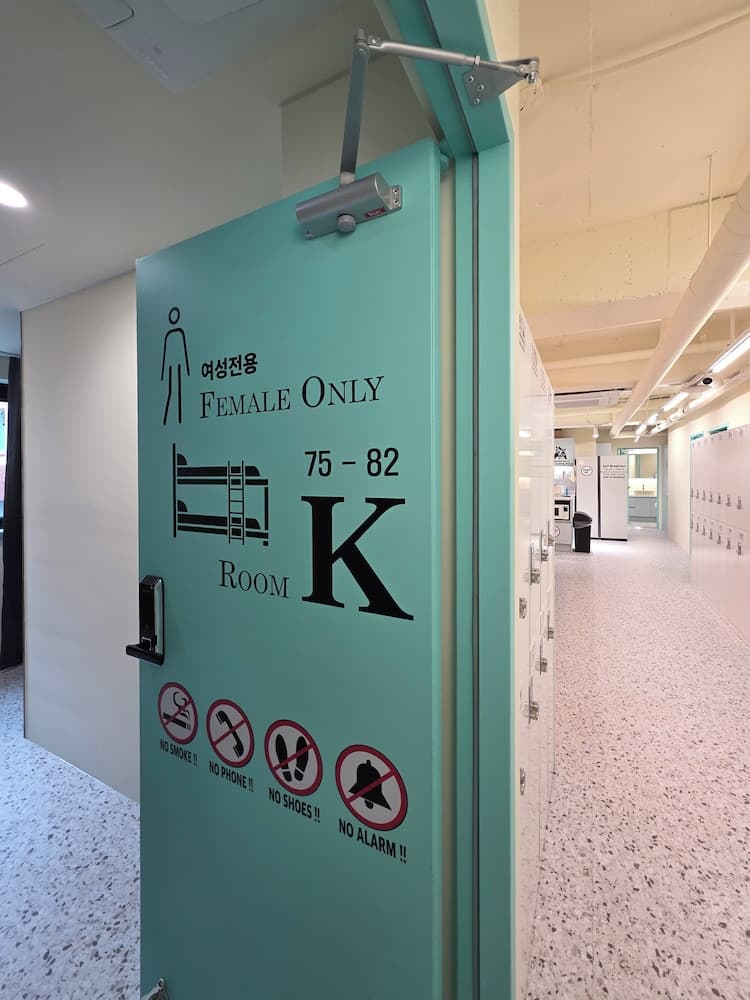 여성전용
FEMALE ONLY
75 - 82
ROOM K
NO SMOKE !!
NO PHONE !!
NO SHOES !!
NO ALARM !!